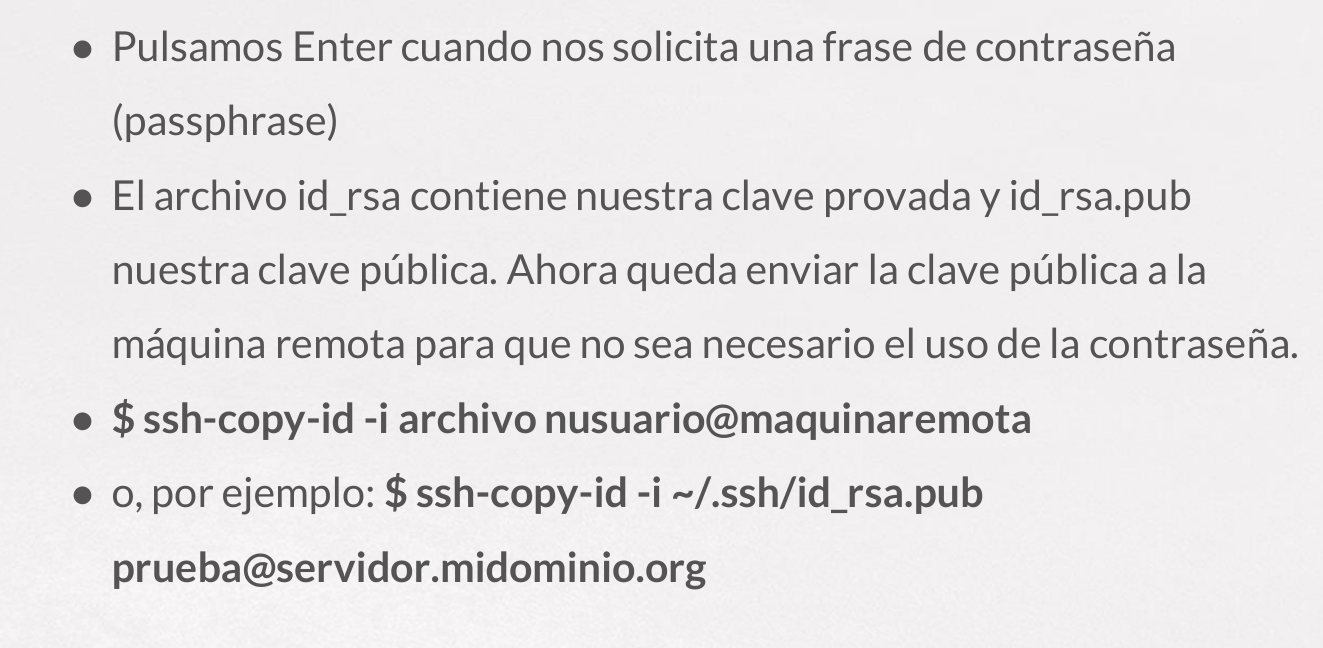 ● Pulsamos Enter cuando nos solicita una frase de contraseña
(passphrase)
● El archivo id_rsa contiene nuestra clave provada y id_rsa.pub
nuestra clave pública. Ahora queda enviar la clave pública a la
máquina remota para que no sea necesario el uso de la contraseña.
● $ ssh-copy-id -i archivo nusuario@maquinaremota
● o, por ejemplo: $ ssh-copy-id -i ~/.ssh/id_rsa.pub
prueba@servidor.midominio.org